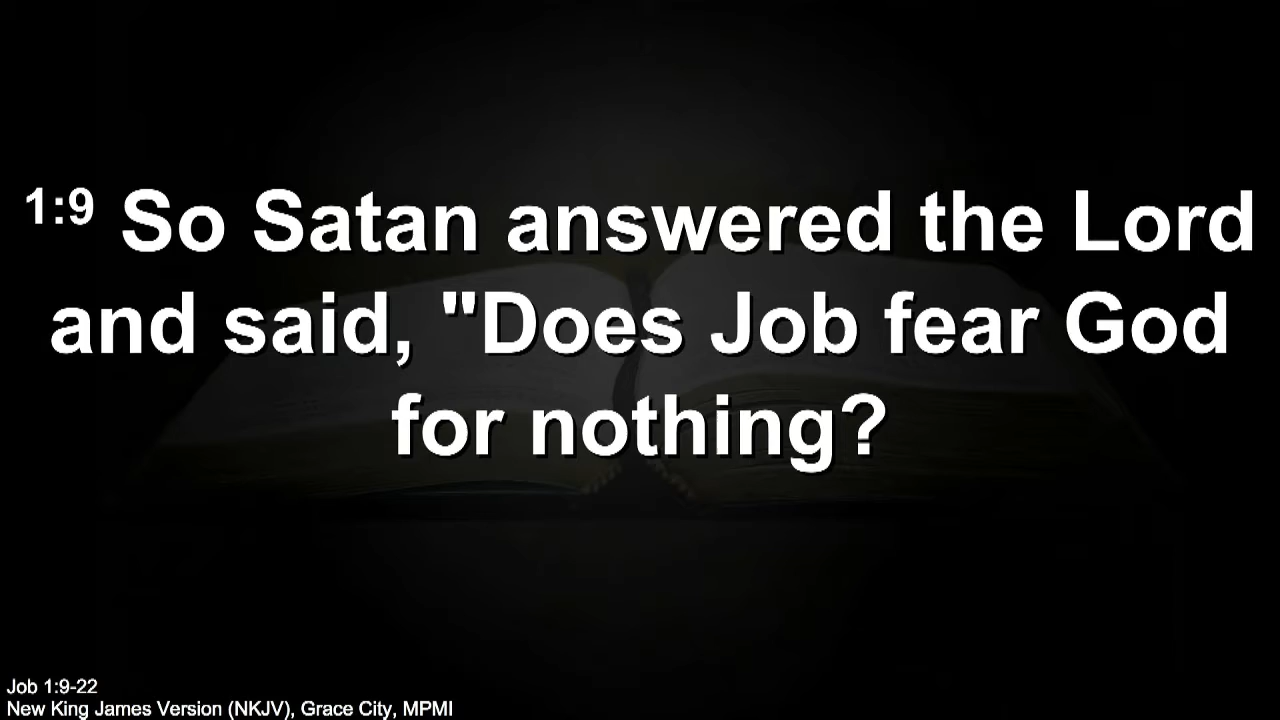 1:9 So Satan answered the Lord
and said, "Does Job fear God
for nothing?
Job 1:9-22
New King James Version (NKJV), Grace City, MPMI